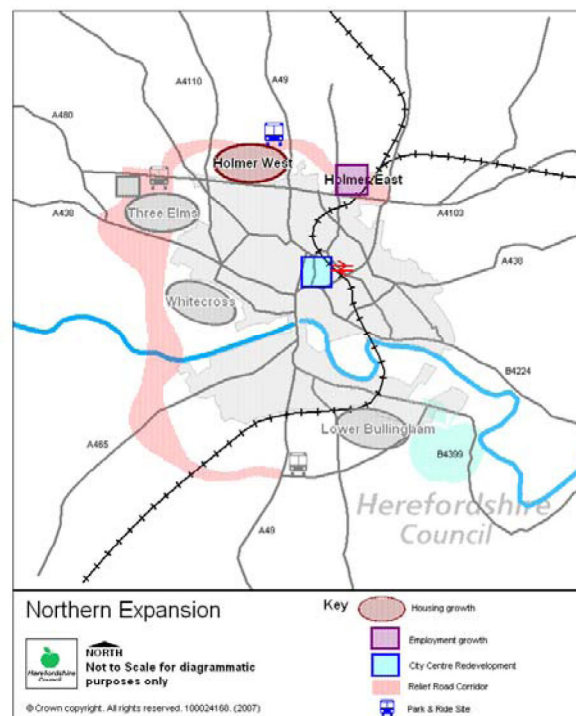 A4110
A49
A480
Holmer West
Holmer East
A438
Three Elms
A4103
A438
Whitecross
B4224
Lower Bullingham
A465
B4399
Herefordshire
Council
A49
Northern Expansion
Key
Housing growth
Employment growth
City Centre Redevelopment
Relief Road Corridor
Park & Ride Site
Herefordshire
Council
NORTH
Not to Scale for diagrammatic
purposes only
© Crown copyright. All rights reserved. 100024168. (2007)